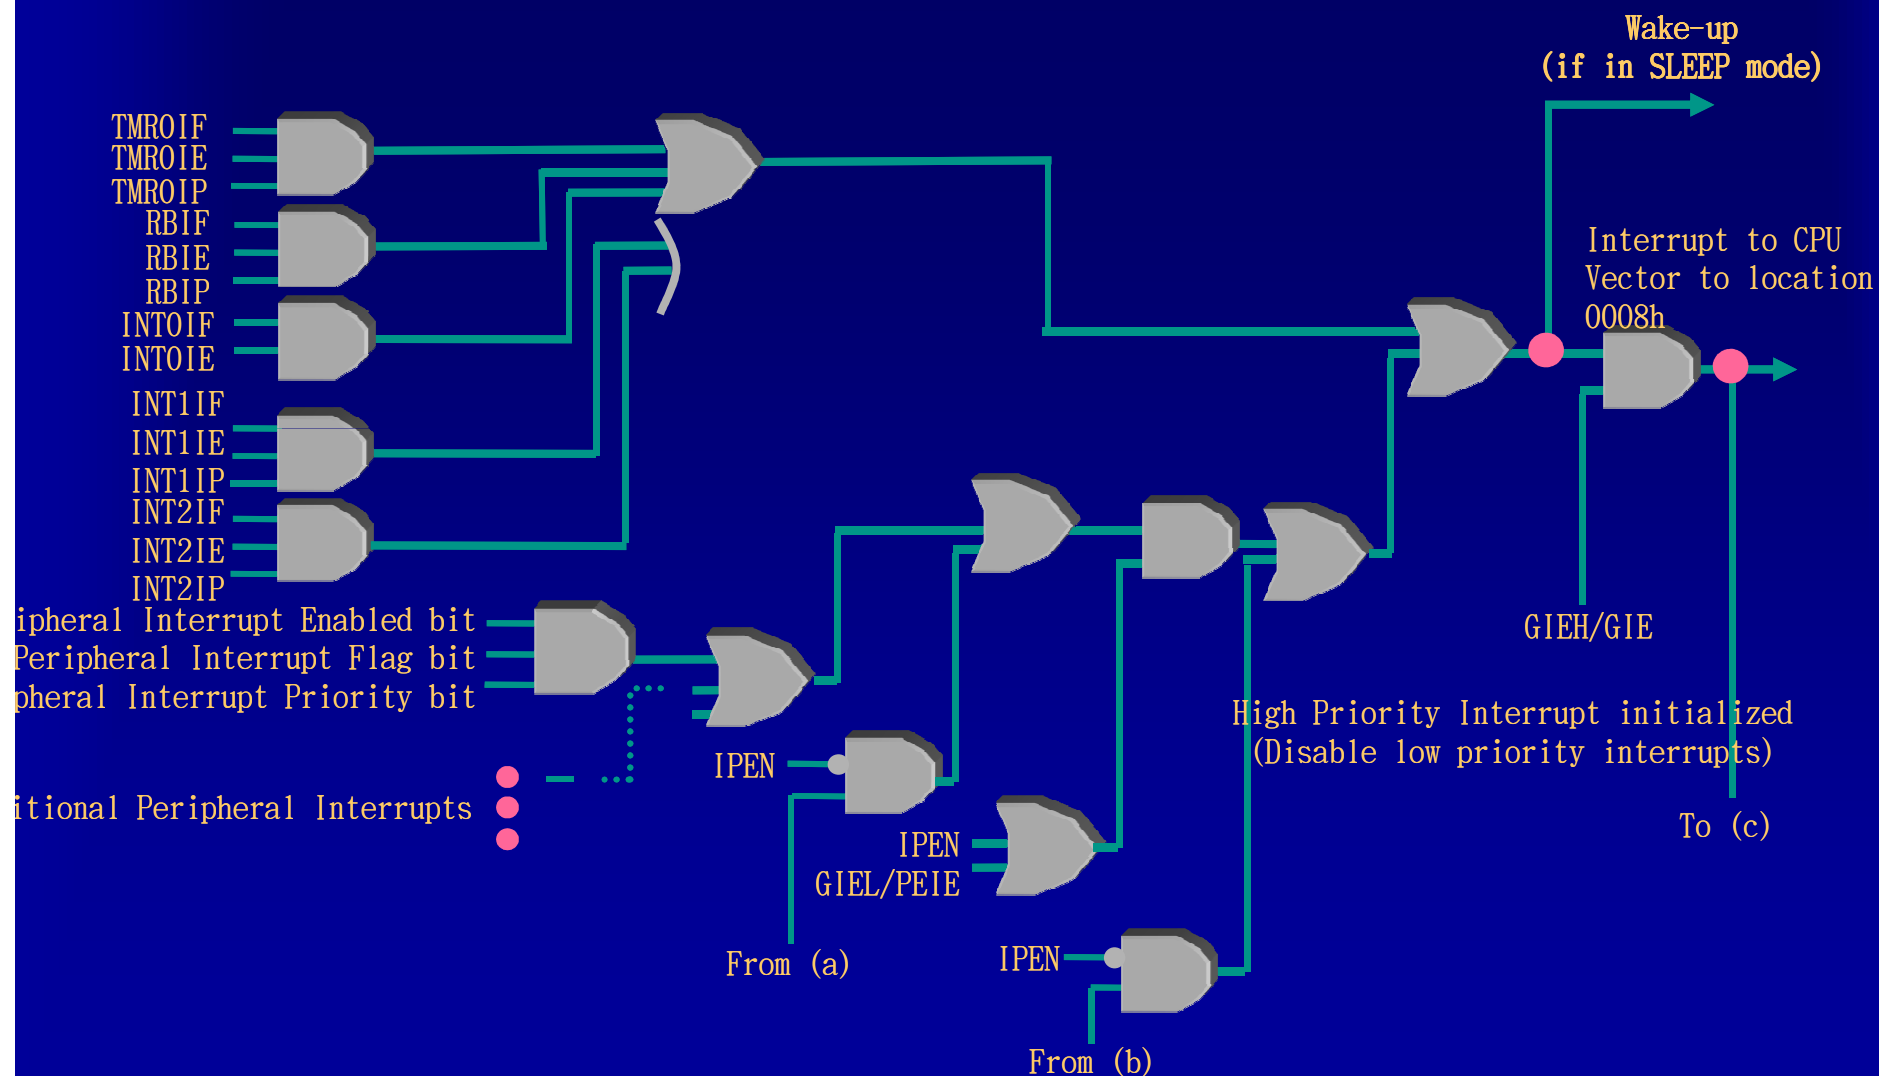 Wake-up
(if in SLEEP mode)
TMR0IF
TMR0IE
TMR0IP
RBIF
RBIE
RBIP
INT0IF
INT0IE
INT1IF
INT1IE
INT1IP
INT2IF
INT2IE
INT2IP
Interrupt to CPU
Vector to location
0008h
GIEH/GIE
ipheral Interrupt Enabled bit
Peripheral Interrupt Flag bit
pheral Interrupt Priority bit
itional Peripheral Interrupts
IPEN
From (a)
IPEN
GIEL/PEIE
IPEN
From (b)
High Priority Interrupt initialized
(Disable low priority interrupts)
To (c)